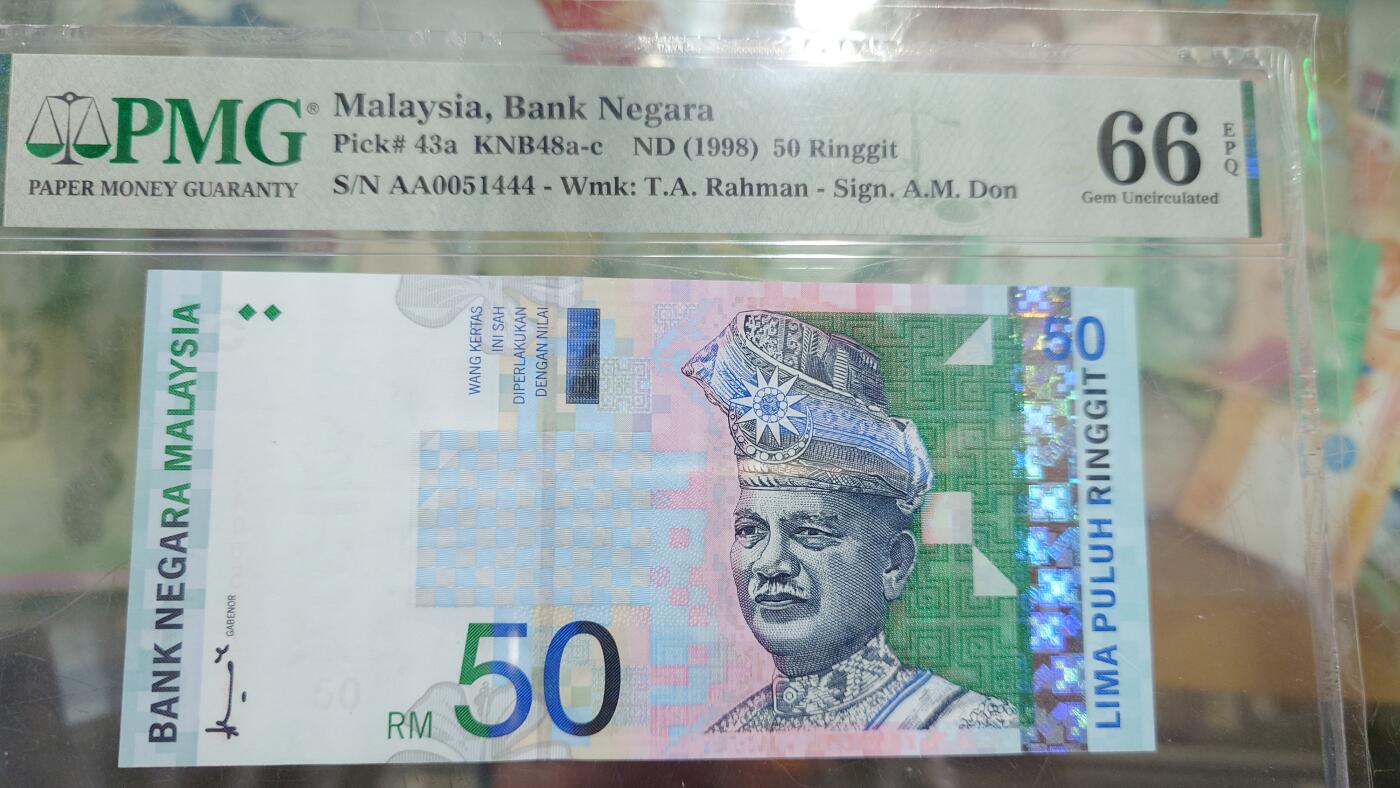 PMG®
PAPER MONEY GUARANTY
Malaysia, Bank Negara
Pick# 43a KNB48a-c ND (1998) 50 Ringgit
S/N AA0051444 - Wmk: T.A. Rahman - Sign. A.M. Don
66
EPQ
Gem Uncirculated
BANK NEGARA MALAYSIA
GABENOR
WANG KERTAS
INI SAH
DIPERLAKUKAN
DENGAN NILAI
RM 50
50
LIMA PULUH RINGGIT